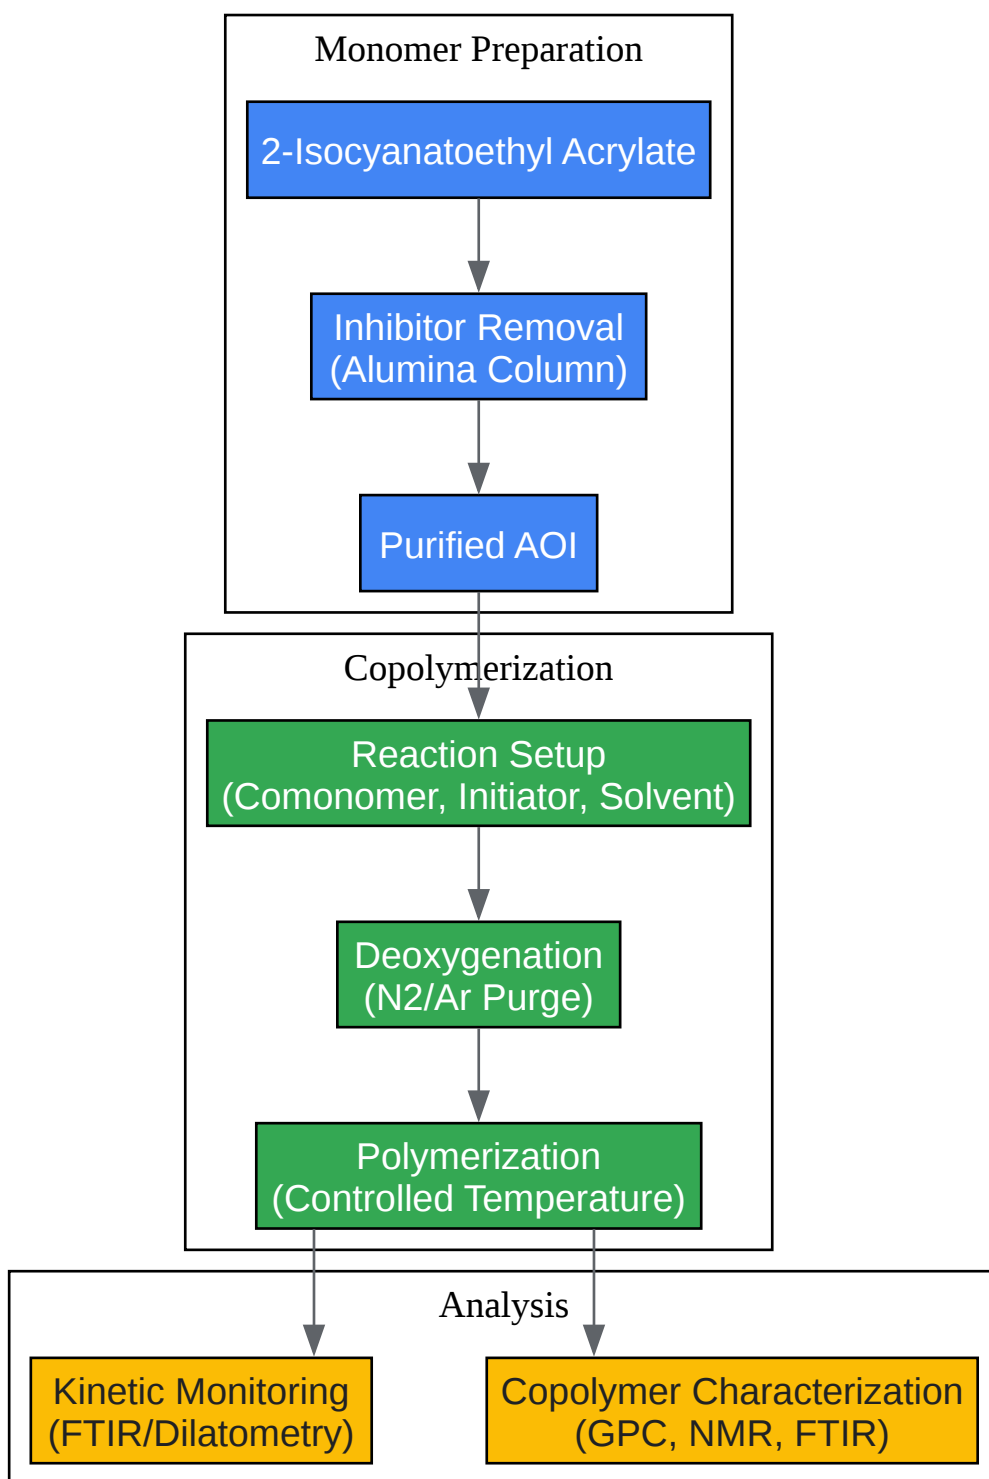 Monomer Preparation
2-Isocyanatoethyl Acrylate
Inhibitor Removal
(Alumina Column)
Purified AOI
Copolymerization
Reaction Setup
(Comonomer, Initiator, Solvent)
Deoxygenation
(N2/Ar Purge)
Polymerization
(Controlled Temperature)
Analysis
Kinetic Monitoring
(FTIR/Dilatometry)
Copolymer Characterization
(GPC, NMR, FTIR)